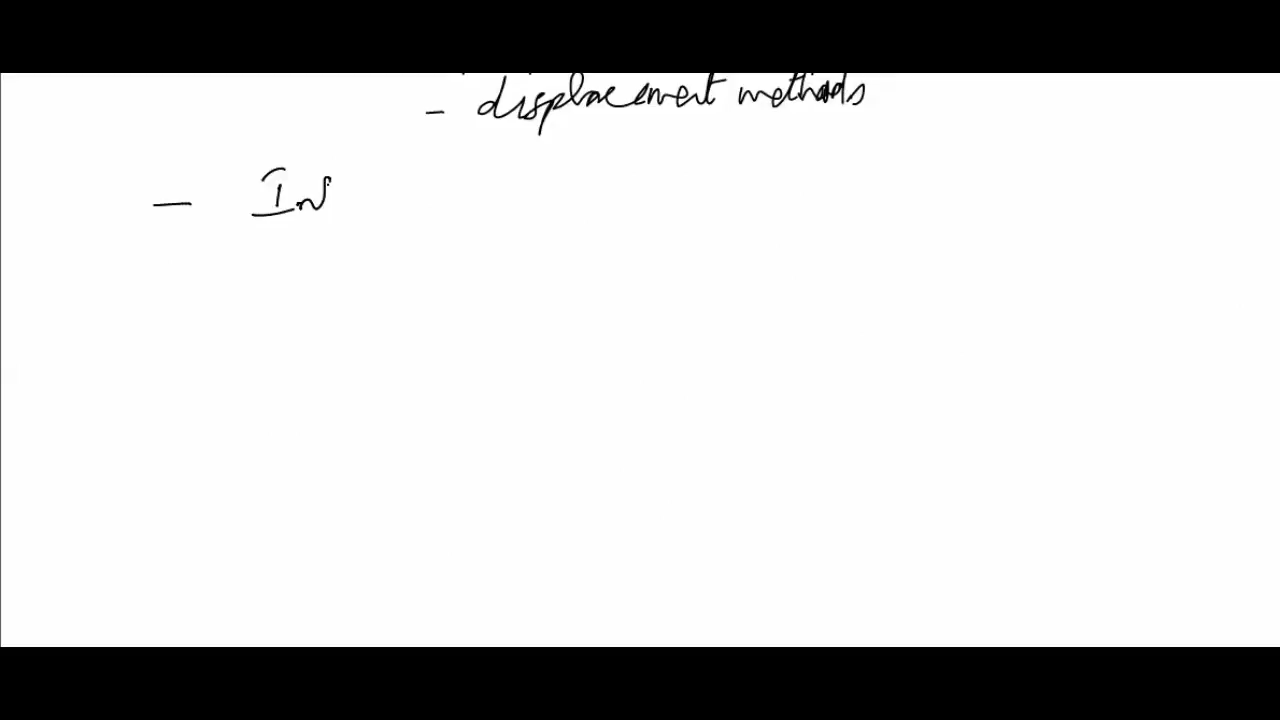 - displacement methods
- In